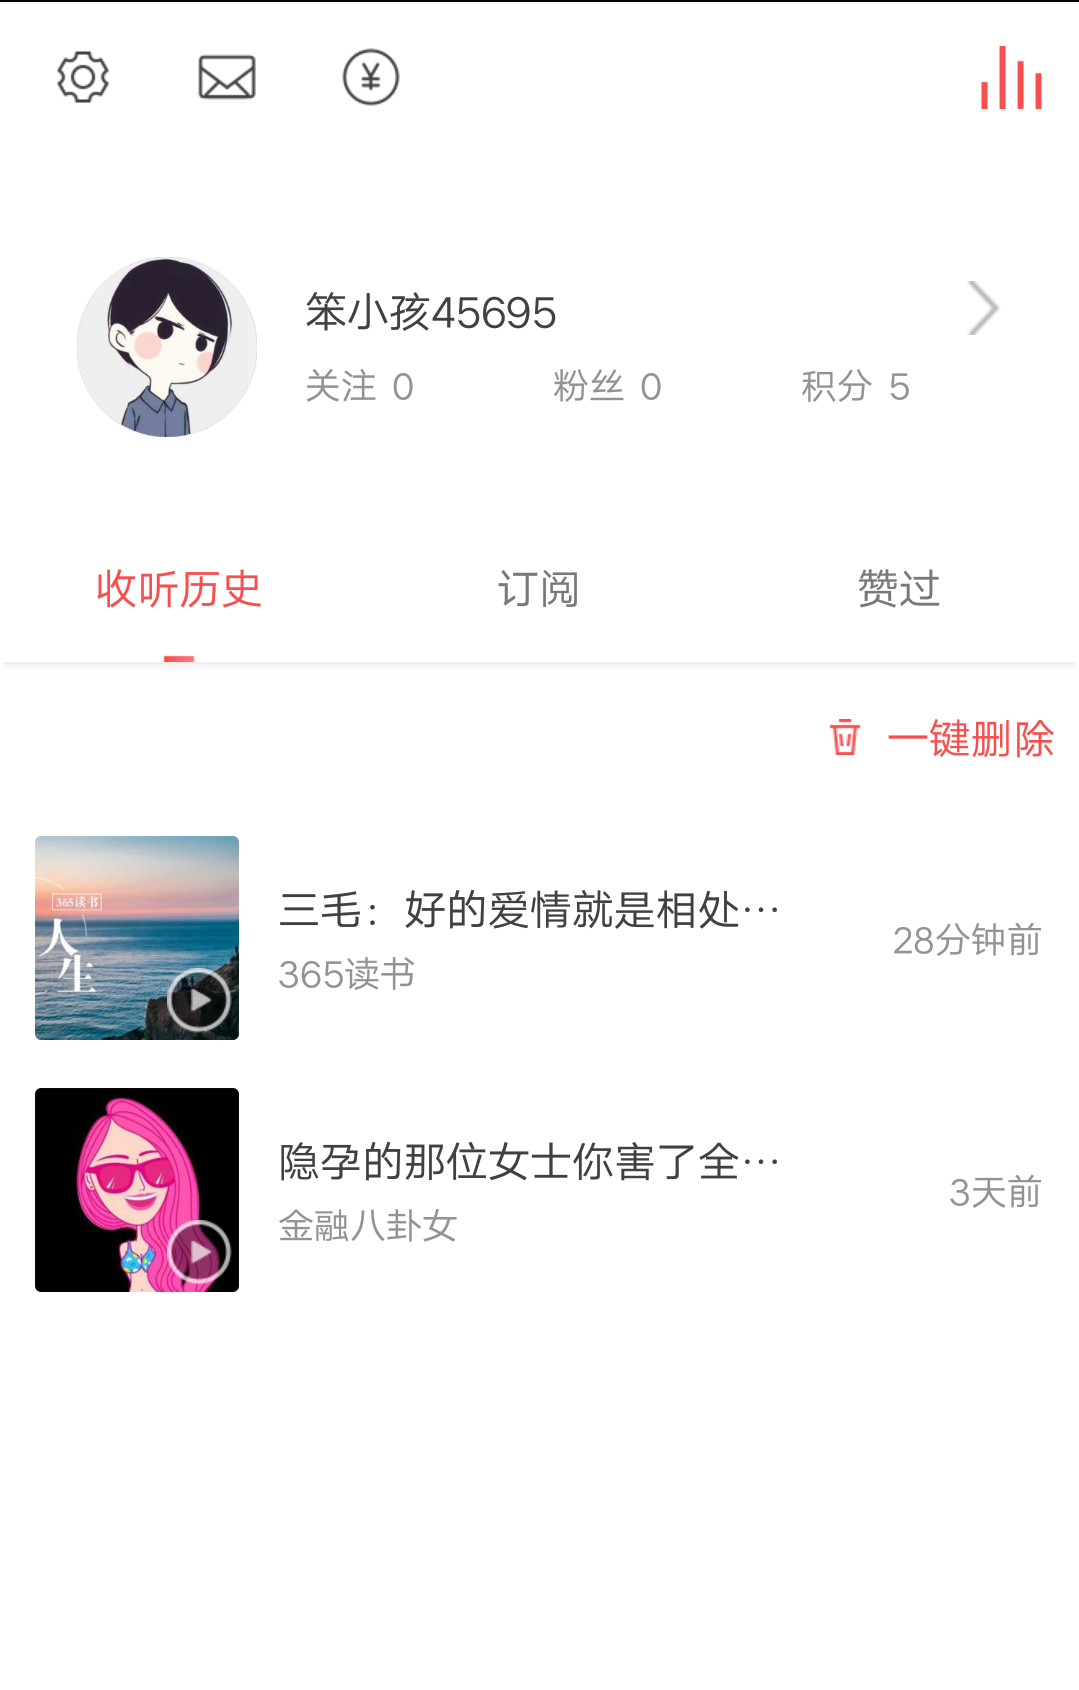 笨小孩45695
关注 0 粉丝 0 积分 5
收听历史 订阅 赞过
一键删除
365读书
人生
三毛：好的爱情就是相处…
365读书
28分钟前
隐孕的那位女士你害了全…
金融八卦女
3天前